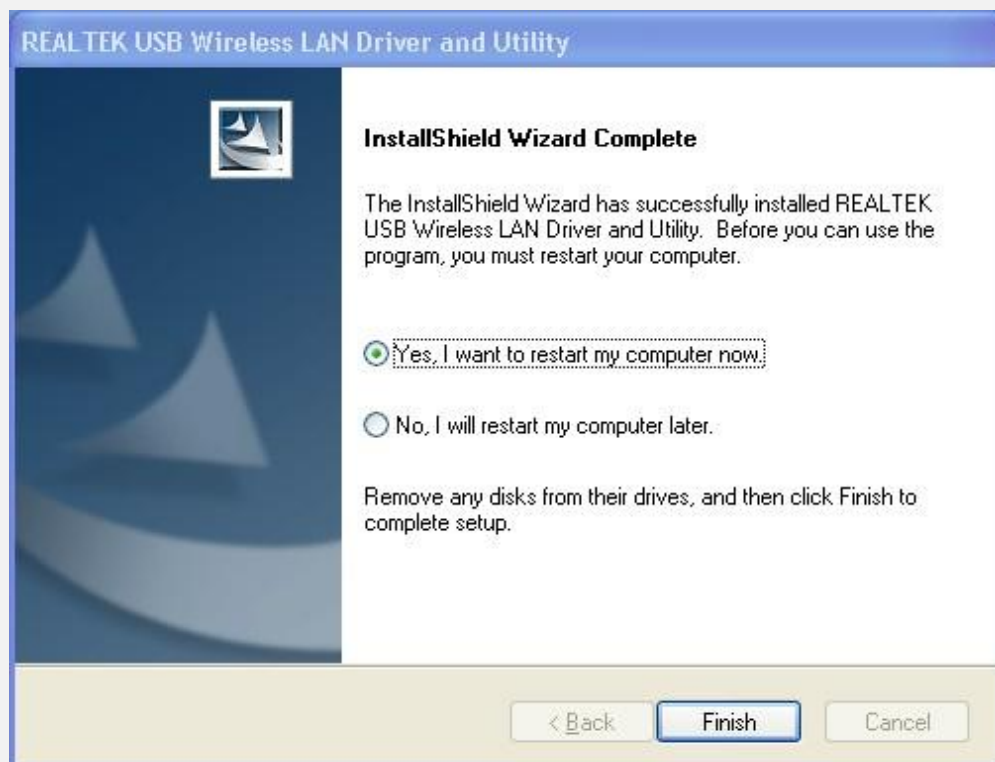 REALTEK USB Wireless LAN Driver and Utility
InstallShield Wizard Complete
The InstallShield Wizard has successfully installed REALTEK
USB Wireless LAN Driver and Utility.  Before you can use the
program, you must restart your computer.
Yes, I want to restart my computer now.
No, I will restart my computer later.
Remove any disks from their drives, and then click Finish to
complete setup.
< Back
Finish
Cancel